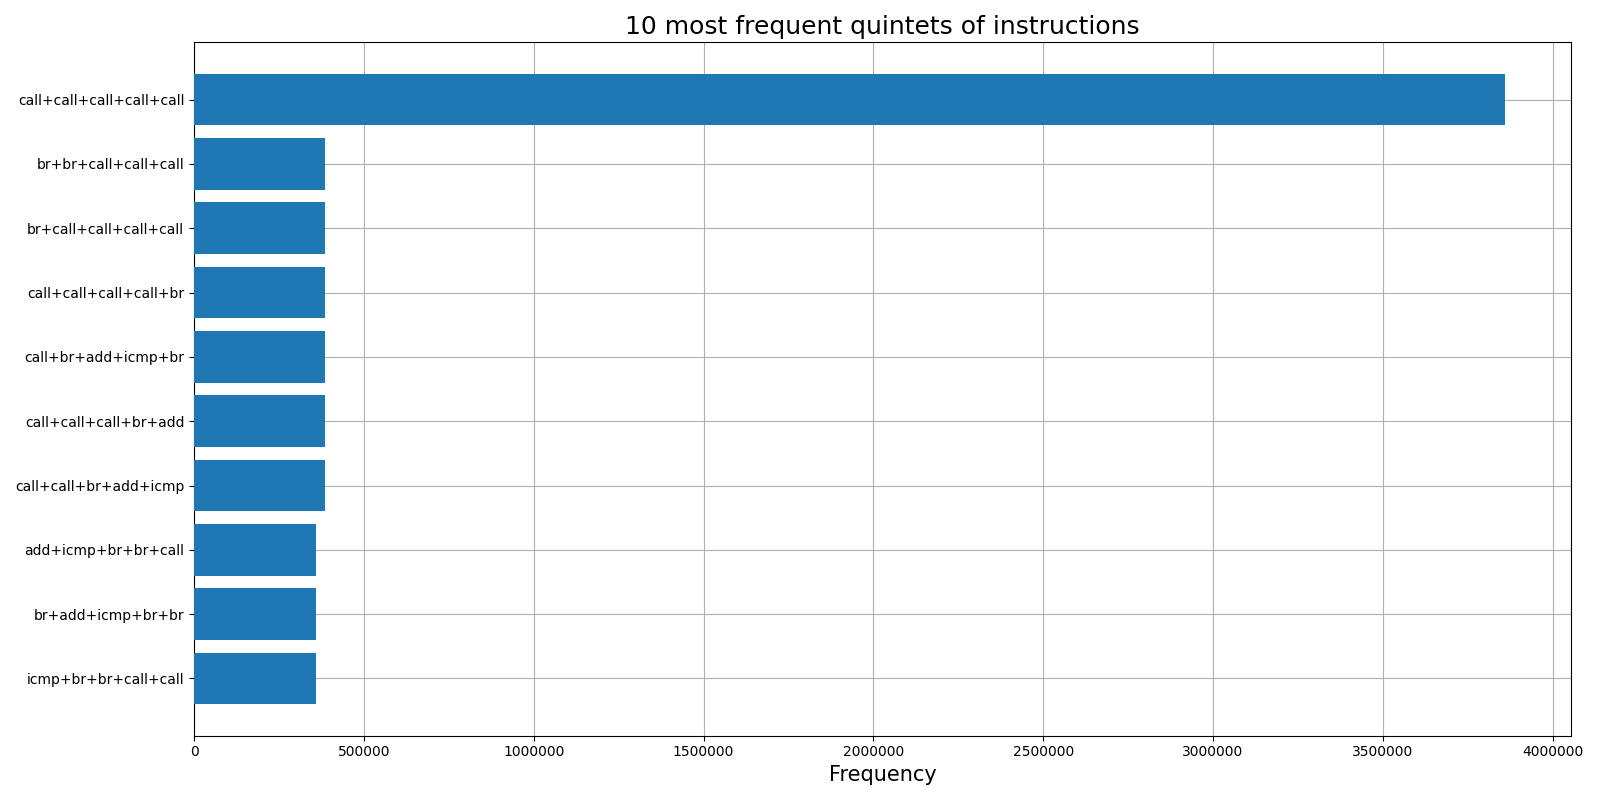 10 most frequent quintets of instructions
call+call+call+call+call
br+br+call+call+call
br+call+call+call+call
call+call+call+call+br
call+br+add+icmp+br
call+call+call+br+add
call+call+br+add+icmp
add+icmp+br+br+call
br+add+icmp+br+br
icmp+br+br+call+call
0 500000 1000000 1500000 2000000 2500000 3000000 3500000 4000000
Frequency